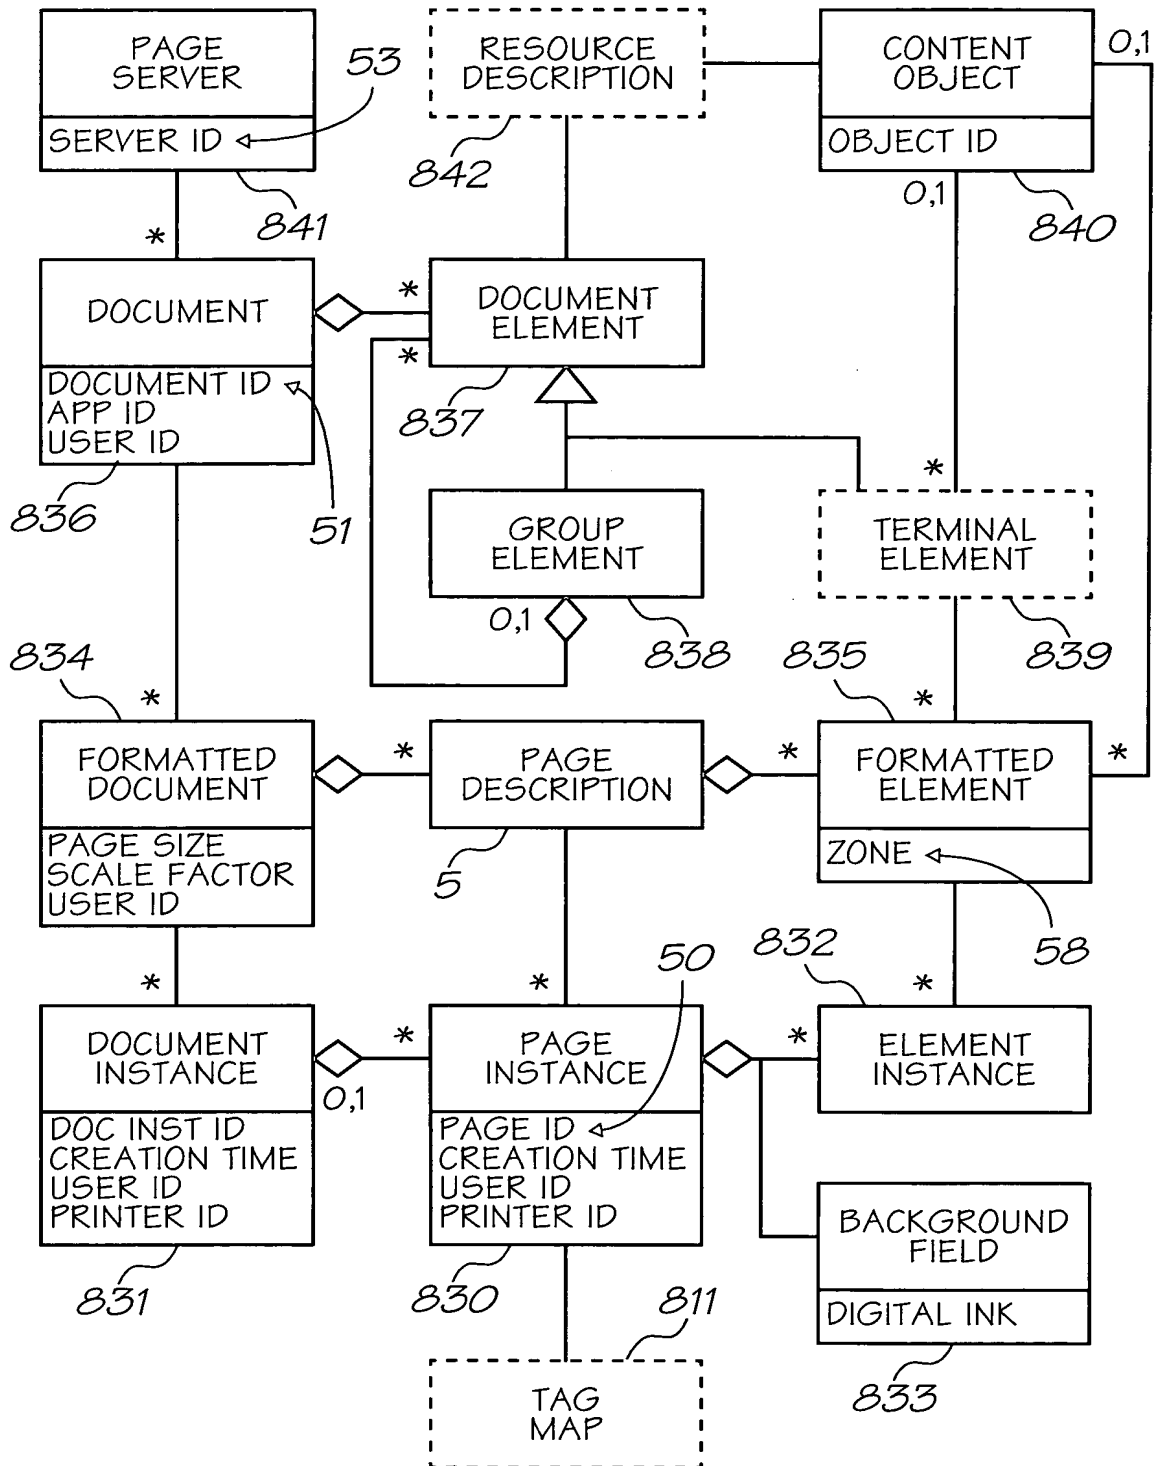 PAGE
SERVER
SERVER ID
53
841
RESOURCE
DESCRIPTION
842
CONTENT
OBJECT
OBJECT ID
0,1
0,1
840
*
DOCUMENT
DOCUMENT ID
APP ID
USER ID
836
51
*
*
DOCUMENT
ELEMENT
837
GROUP
ELEMENT
0,1
838
*
TERMINAL
ELEMENT
839
834
*
FORMATTED
DOCUMENT
PAGE SIZE
SCALE FACTOR
USER ID
*
PAGE
DESCRIPTION
5
835
*
*
FORMATTED
ELEMENT
*
ZONE
58
*
DOCUMENT
INSTANCE
0,1
DOC INST ID
CREATION TIME
USER ID
PRINTER ID
831
*
*
50
PAGE
INSTANCE
PAGE ID
CREATION TIME
USER ID
PRINTER ID
830
832
*
*
ELEMENT
INSTANCE
BACKGROUND
FIELD
DIGITAL INK
833
811
TAG
MAP